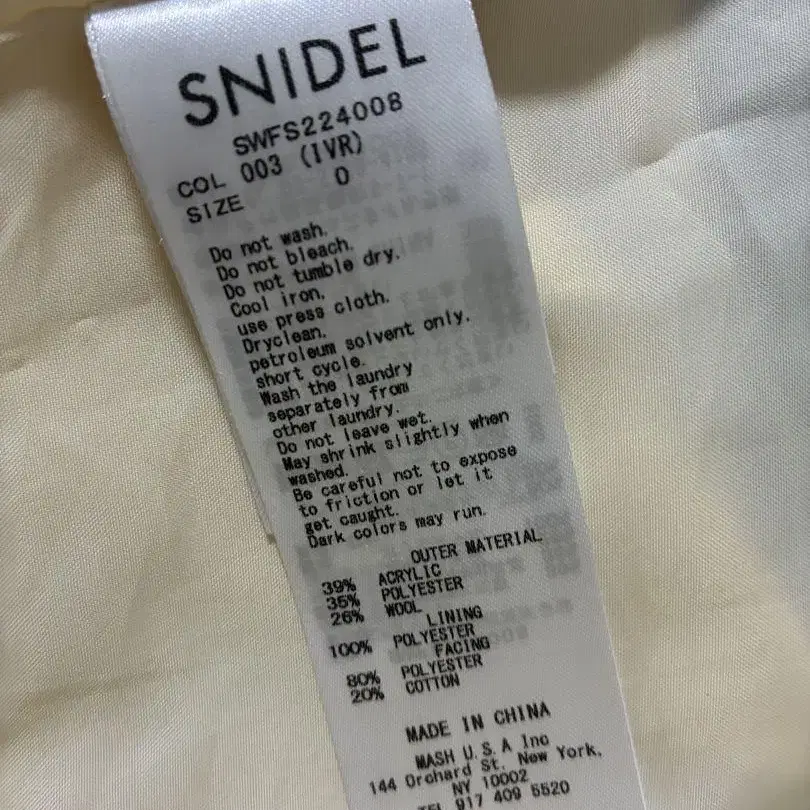 SNIDEL
SWFS224008
COL 003 (IVR)
SIZE 0
Do not wash.
Do not bleach.
Do not tumble dry.
Cool iron.
use press cloth.
Dryclean.
petroleum solvent only.
short cycle.
Wash the laundry
separately from
other laundry.
Do not leave wet.
May shrink slightly when
washed.
Be careful not to expose
to friction or let it
get caught.
Dark colors may run.
OUTER MATERIAL
39% ACRYLIC
35% POLYESTER
26% WOOL
LINING
100% POLYESTER
FACING
80% POLYESTER
20% COTTON
MADE IN CHINA
MASH U.S.A Inc
144 Orchard St. New York,
NY 10002
TEL 917 409 5520